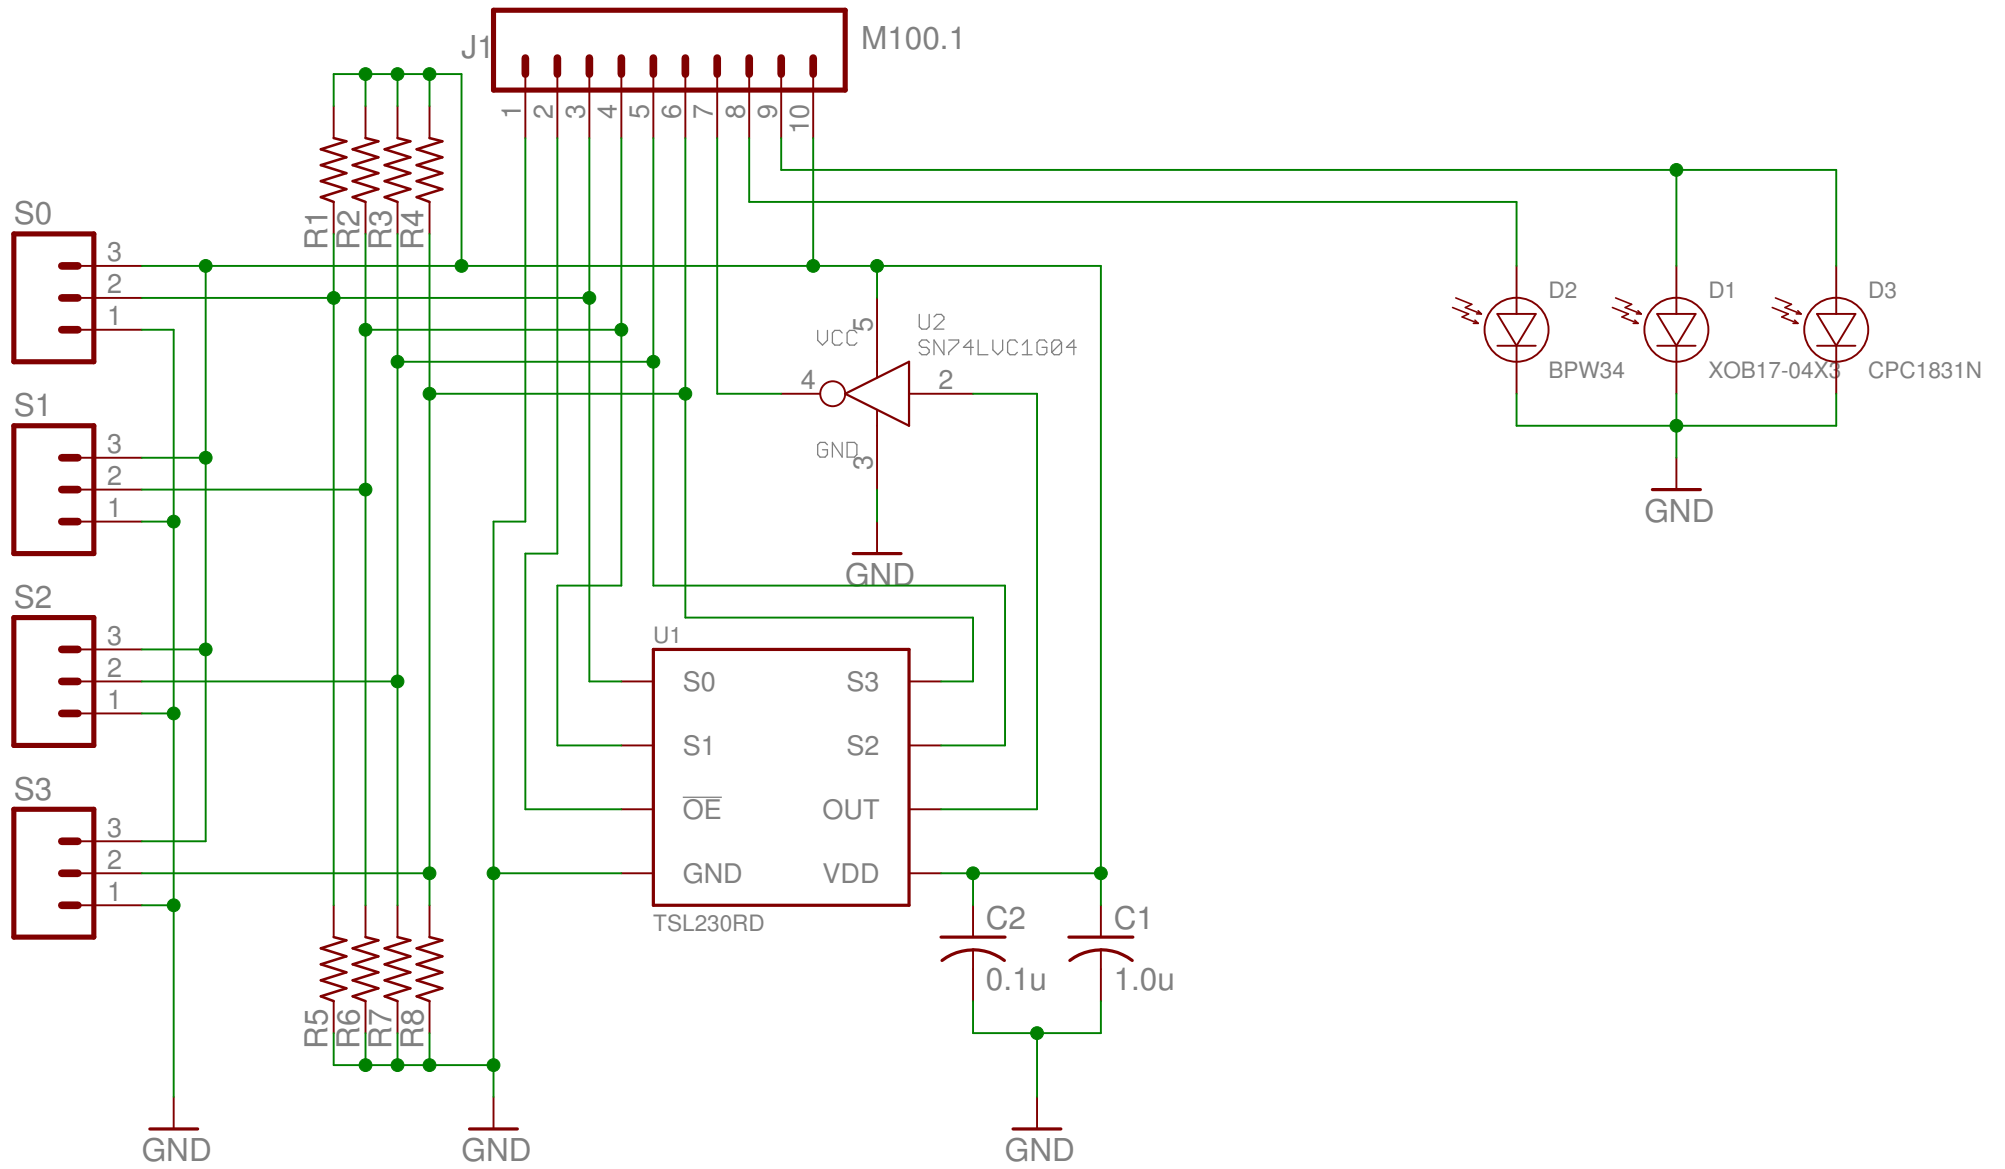 J1
M100.1
1
2
3
4
5
6
7
8
9
10
R1
R2
R3
R4
S0
3
2
1
S1
3
2
1
S2
3
2
1
S3
3
2
1
VCC
5
U2
SN74LVC1G04
4
2
GND
3
GND
D2
BPW34
D1
XOB17-04X3
D3
CPC1831N
GND
U1
S0
S3
S1
S2
OE
OUT
GND
VDD
TSL230RD
C2
0.1u
C1
1.0u
R5
R6
R7
R8
GND
GND
GND